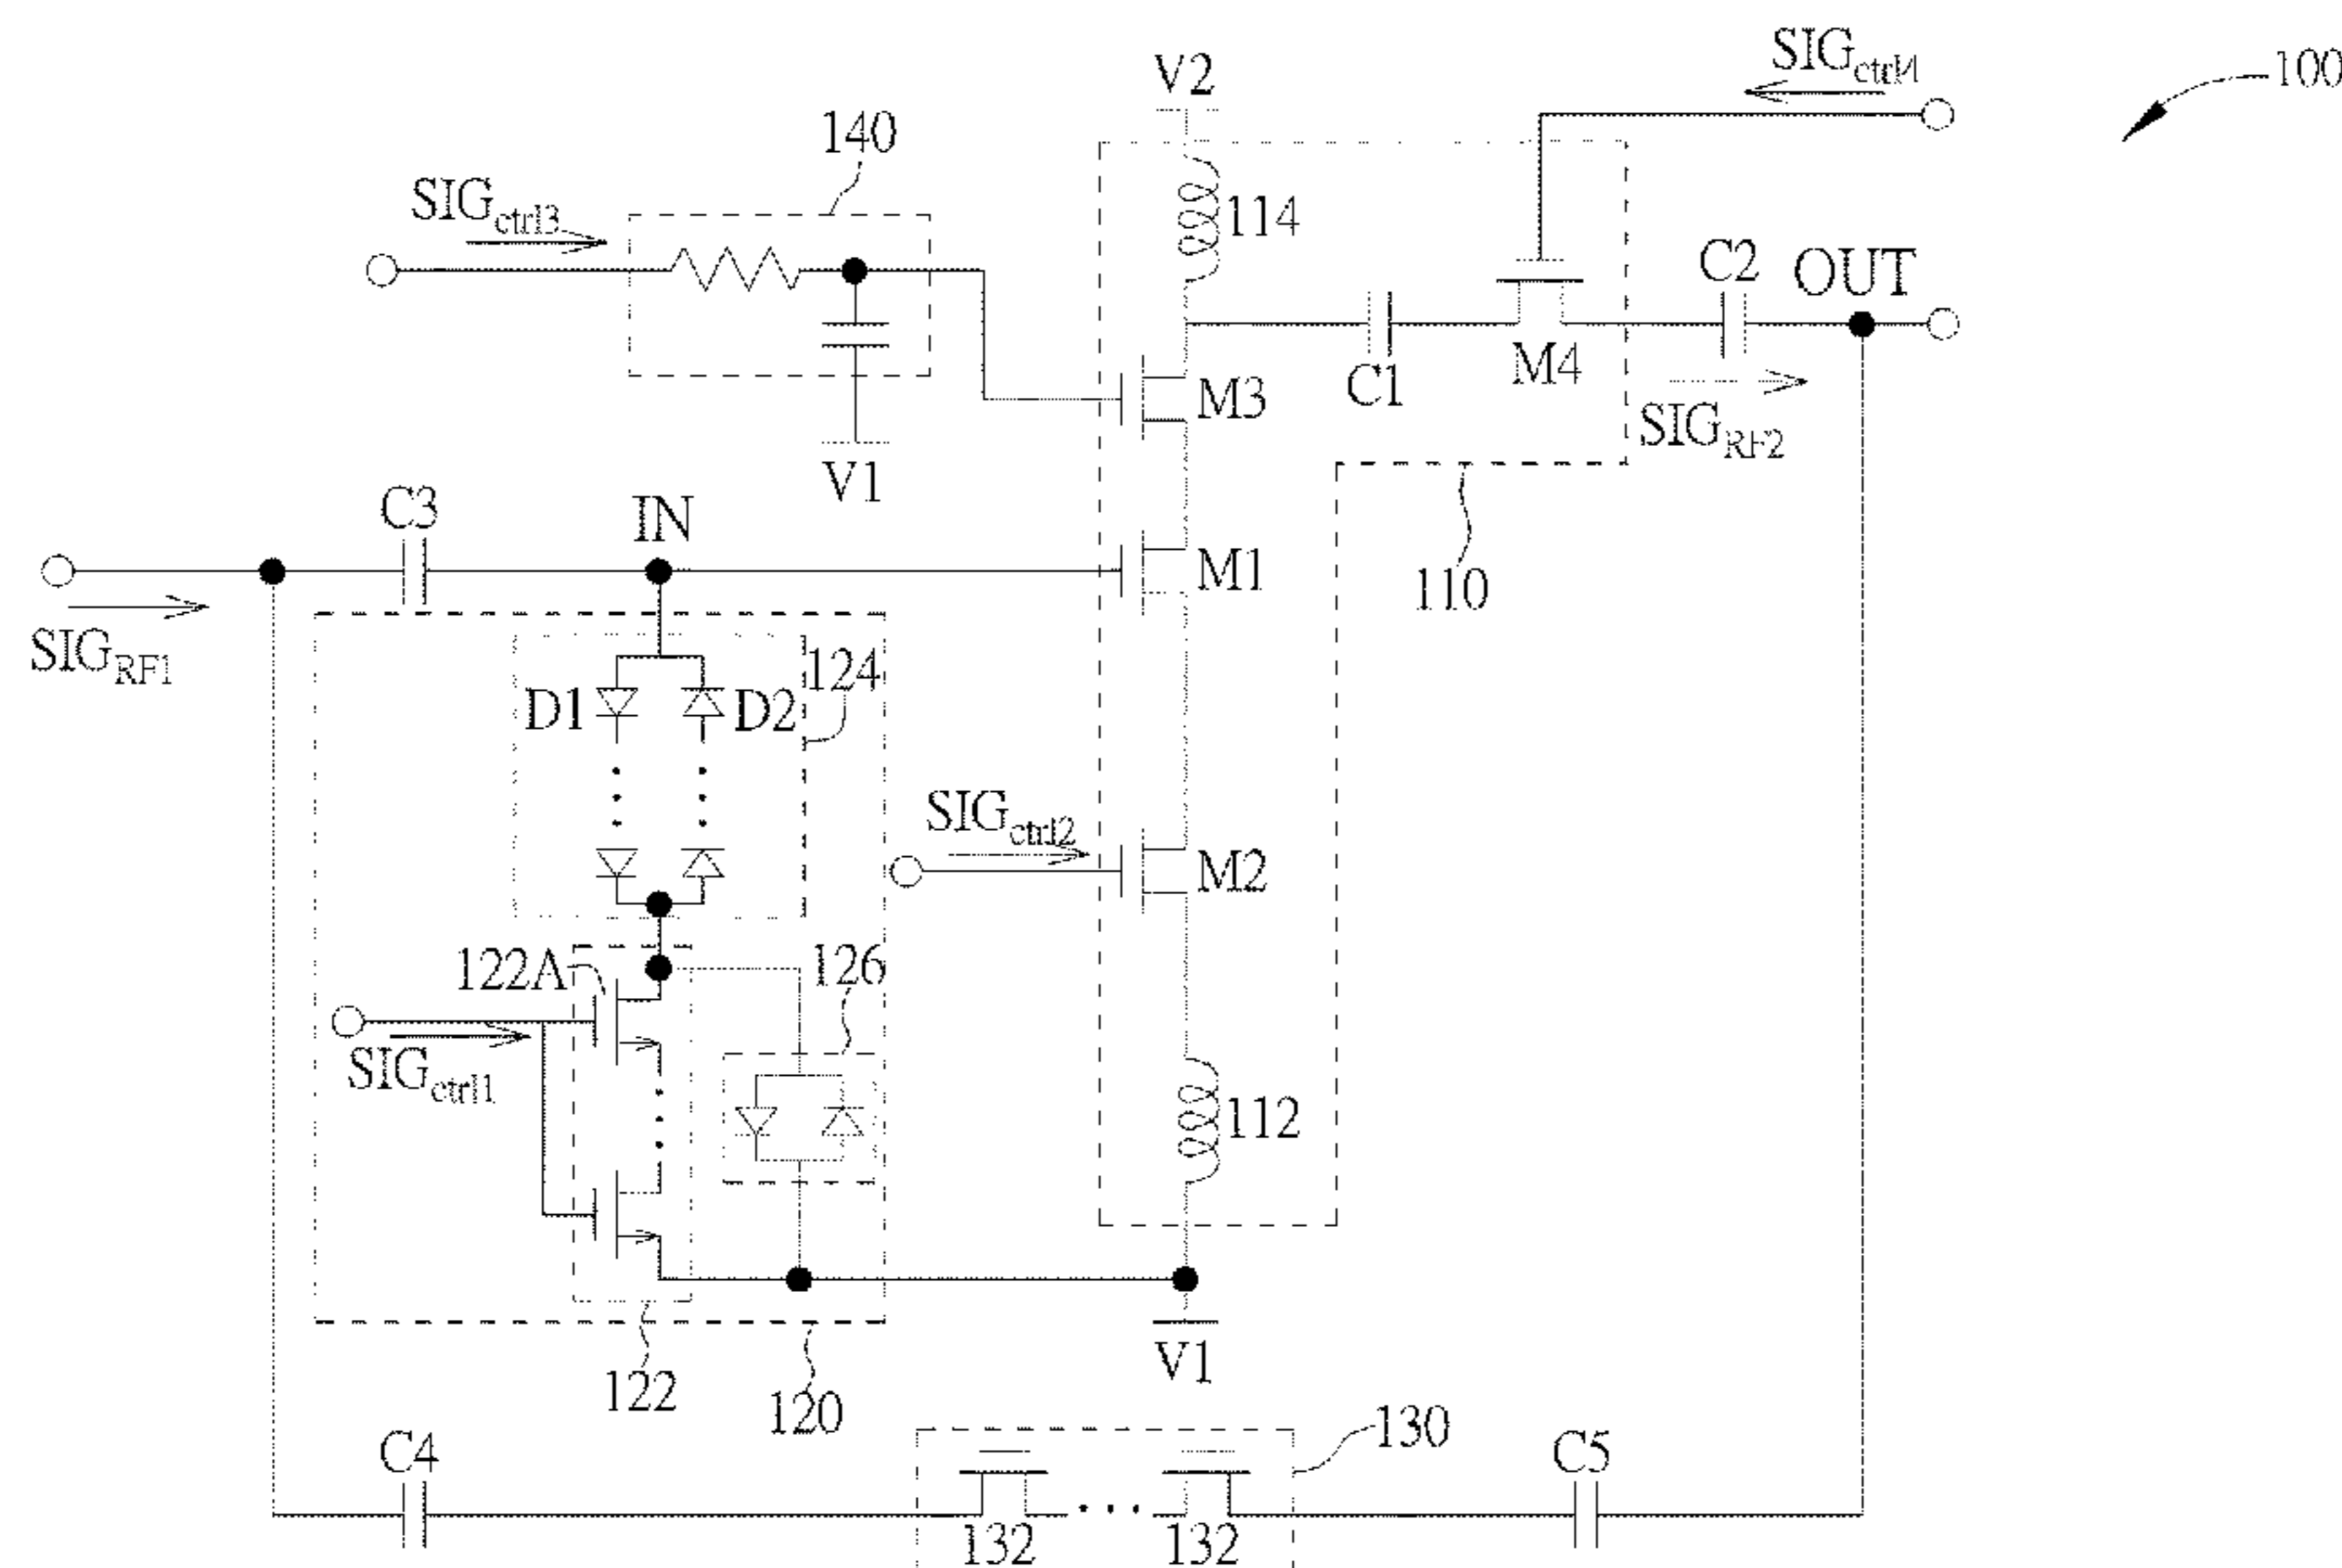 SIGctrl4
100
V2
140
SIGctrl3
114
C2
OUT
M3
C1
M4
SIGRF2
V1
C3
IN
M1
110
SIGRF1
124
D1
D2
SIGctrl2
M2
122A
126
SIGctrl1
112
V1
122
120
130
C4
C5
132
132